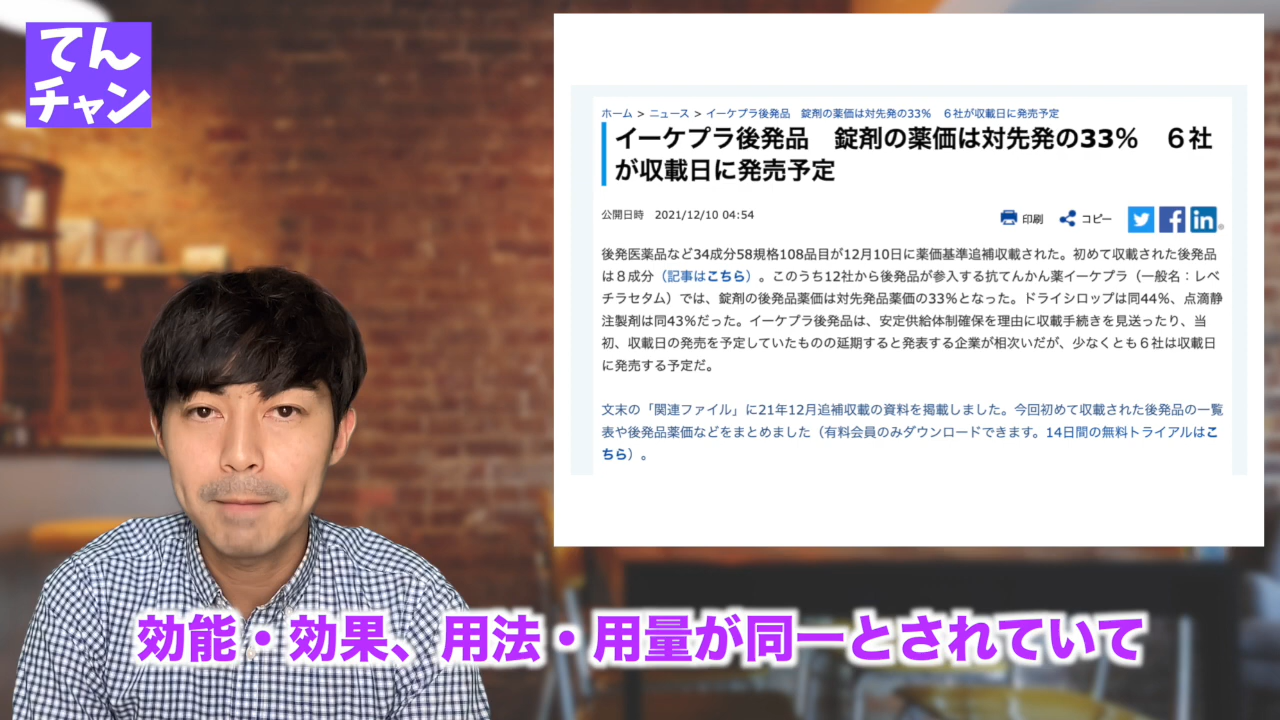 てん
チャン
ホーム > ニュース > イーケプラ後発品　錠剤の薬価は対先発の33%　６社が収載日に発売予定
イーケプラ後発品　錠剤の薬価は対先発の33%　６社
が収載日に発売予定
公開日時　2021/12/10 04:54
印刷
コピー
後発医薬品など34成分58規格108品目が12月10日に薬価基準追補収載された。初めて収載された後発品
は８成分（記事はこちら）。このうち12社から後発品が参入する抗てんかん薬イーケプラ（一般名：レベ
チラセタム）では、錠剤の後発品薬価は対先発品薬価の33%となった。ドライシロップは同44%、点滴静
注製剤は同43%だった。イーケプラ後発品は、安定供給体制確保を理由に収載手続きを見送ったり、当
初、収載日の発売を予定していたものの延期すると発表する企業が相次いだが、少なくとも６社は収載日
に発売する予定だ。
文末の「関連ファイル」に21年12月追補収載の資料を掲載しました。今回初めて収載された後発品の一覧
表や後発品薬価などをまとめました（有料会員のみダウンロードできます。14日間の無料トライアルはこ
ちら）。
効能・効果、用法・用量が同一とされていて